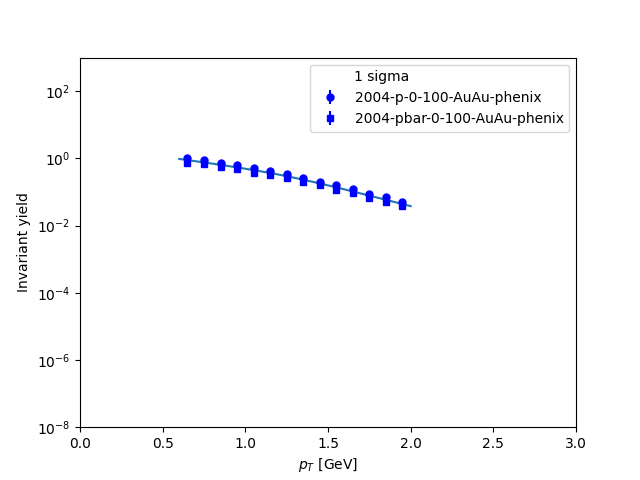 1 sigma
2004-p-0-100-AuAu-phenix
2004-pbar-0-100-AuAu-phenix
Invariant yield
10²
10⁰
10⁻²
10⁻⁴
10⁻⁶
10⁻⁸
0.0 0.5 1.0 1.5 2.0 2.5 3.0
p_T [GeV]